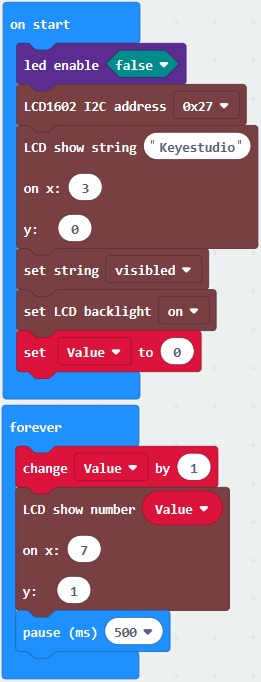 on start
led enable false
LCD1602 I2C address 0x27
LCD show string "Keyestudio"
on x: 3
y: 0
set string visibled
set LCD backlight on
set Value to 0
forever
change Value by 1
LCD show number Value
on x: 7
y: 1
pause (ms) 500